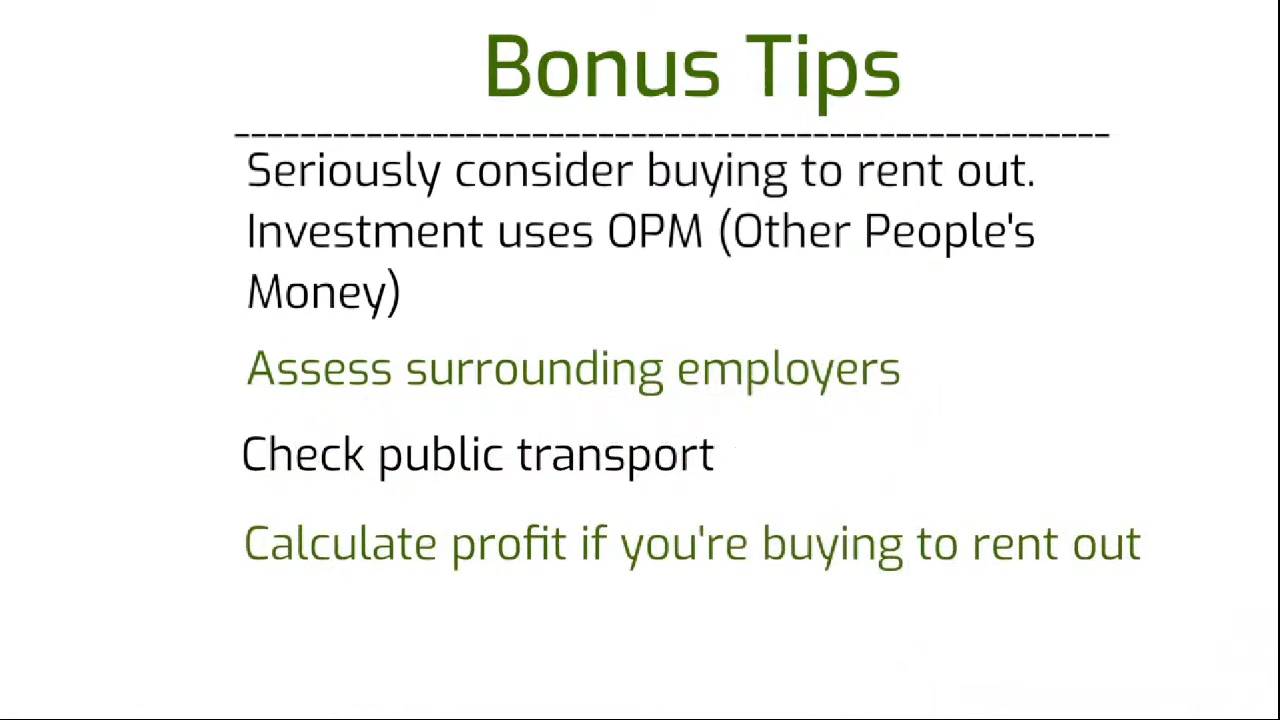 Bonus Tips
-----------------------------------------------------
Seriously consider buying to rent out.
Investment uses OPM (Other People's
Money)
Assess surrounding employers
Check public transport
Calculate profit if you're buying to rent out